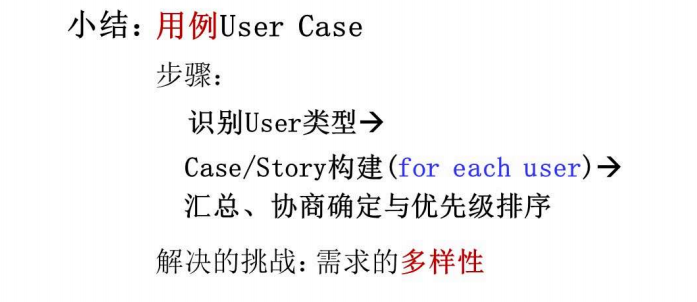 小结：用例User Case
步骤：
识别User类型→
Case/Story构建(for each user)→
汇总、协商确定与优先级排序
解决的挑战：需求的多样性